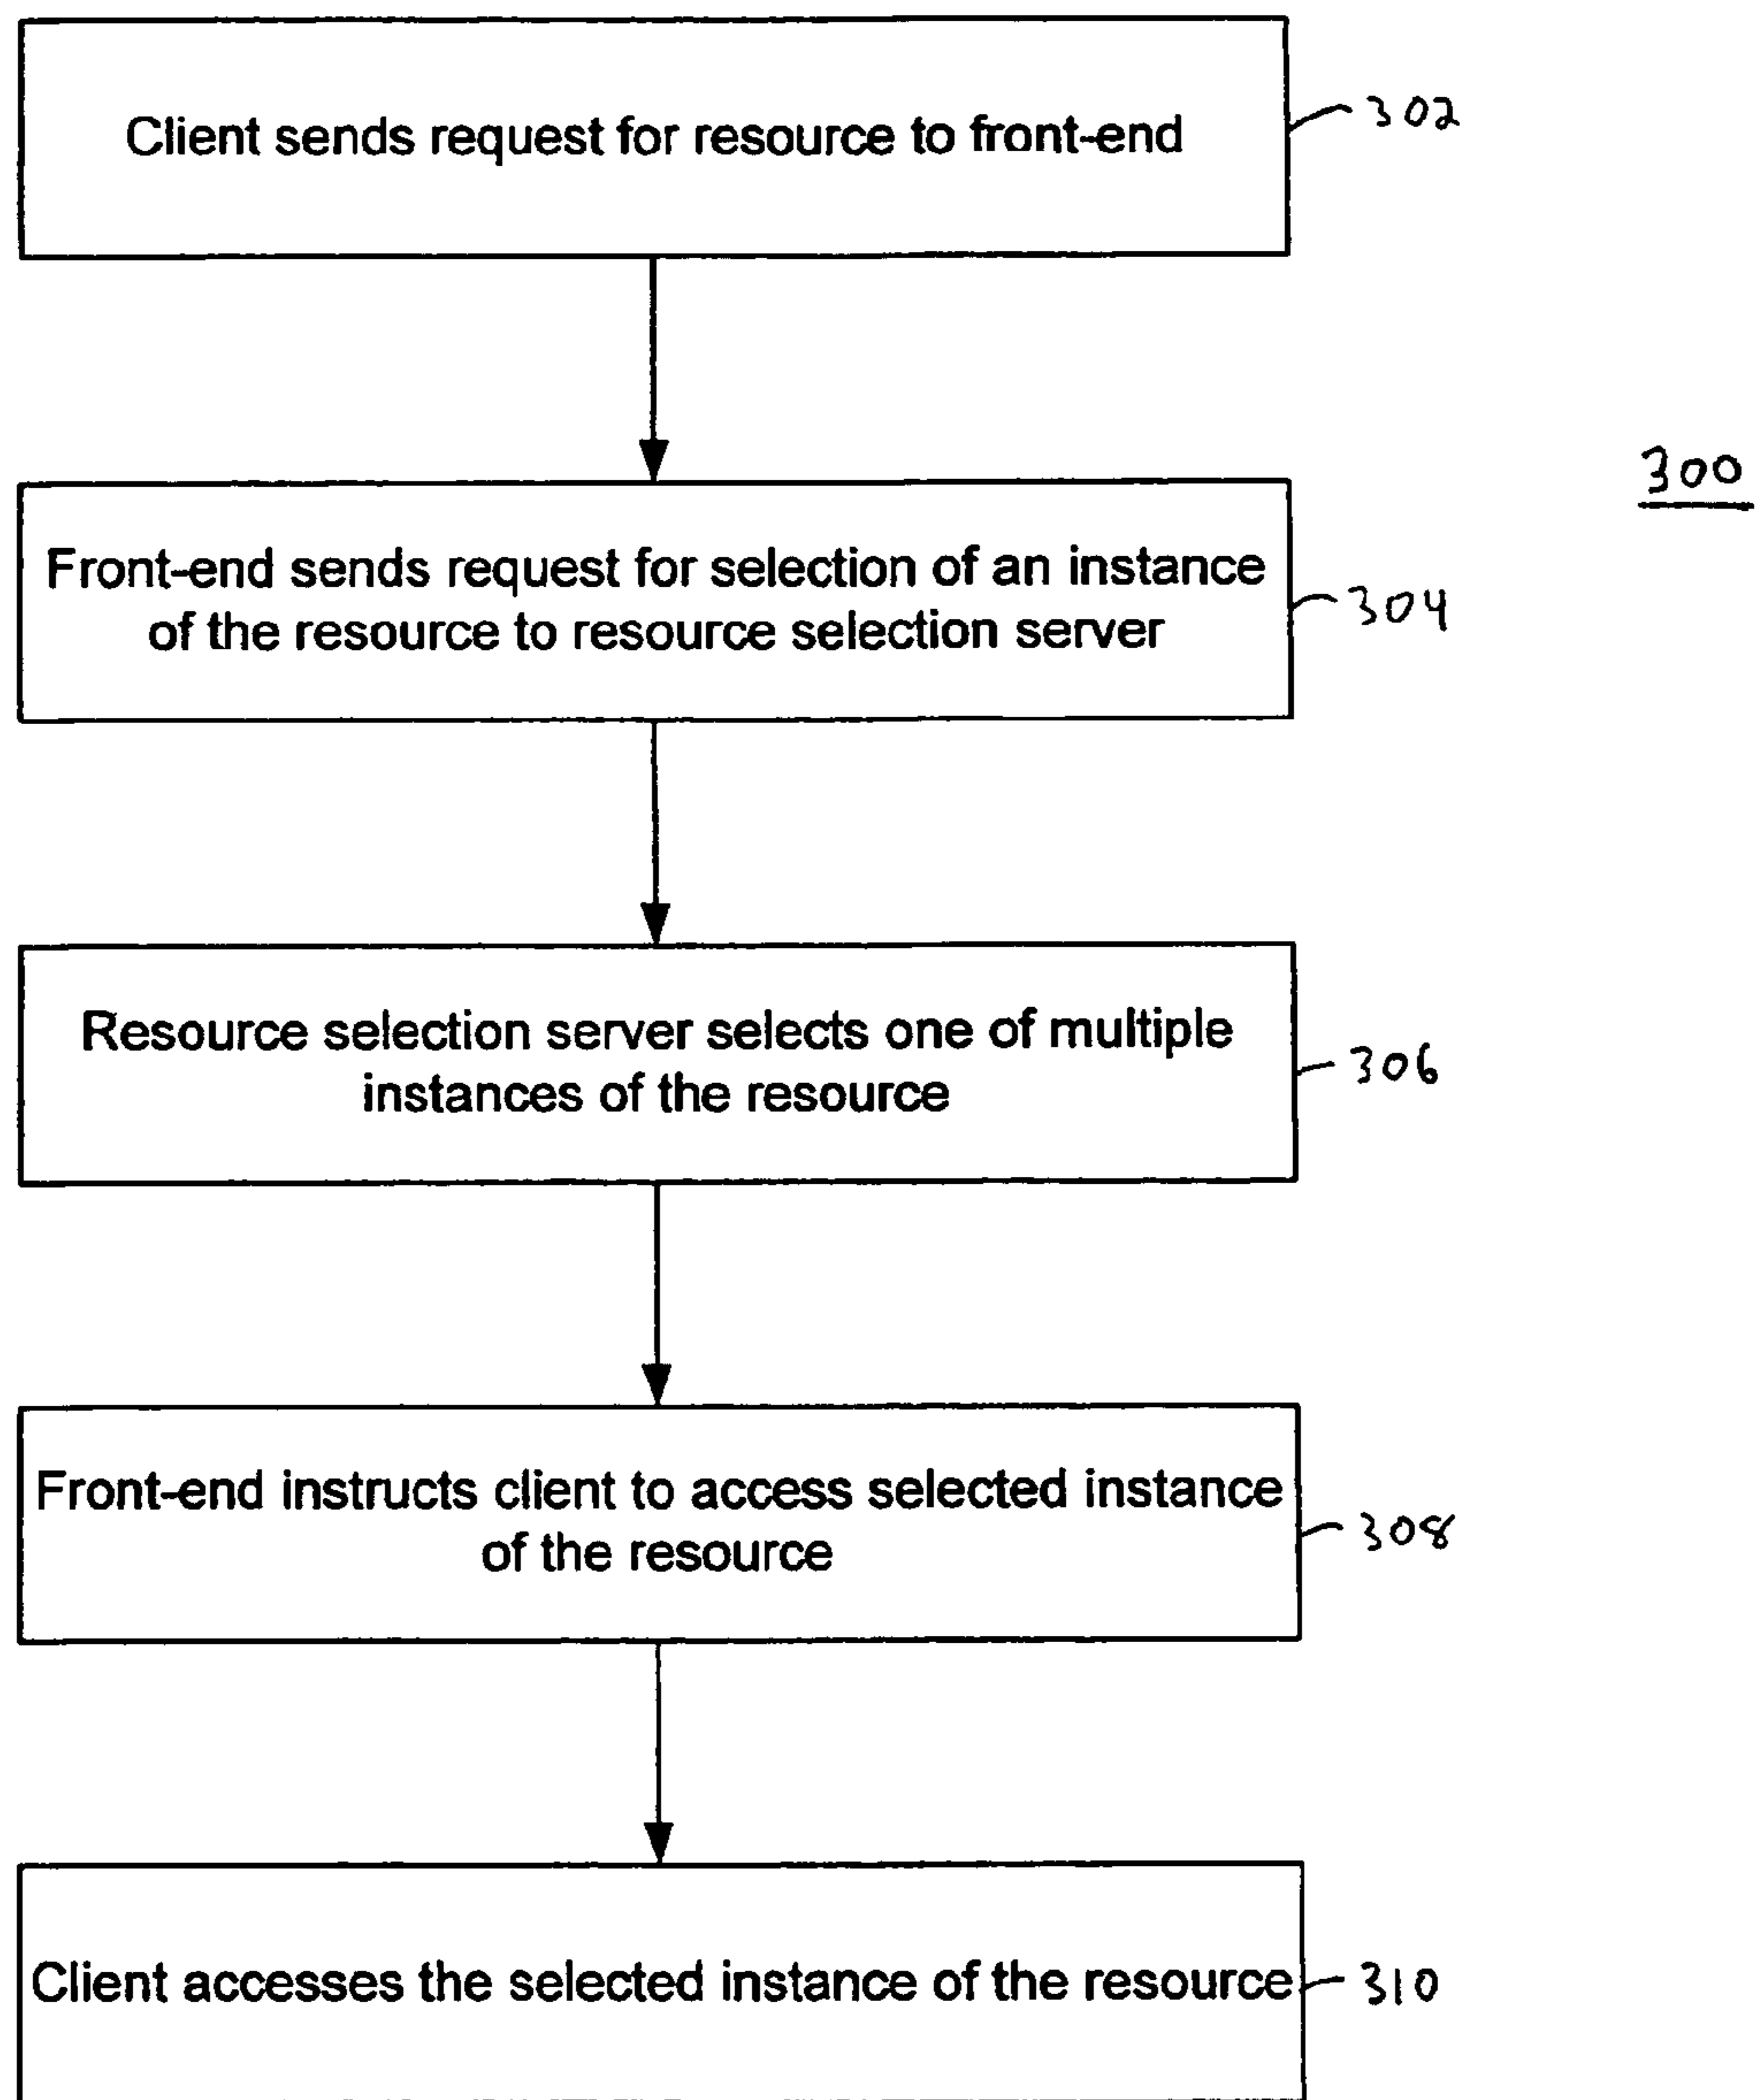 Client sends request for resource to front-end
302
300
Front-end sends request for selection of an instance
of the resource to resource selection server
304
Resource selection server selects one of multiple
instances of the resource
306
Front-end instructs client to access selected instance
of the resource
308
Client accesses the selected instance of the resource
310